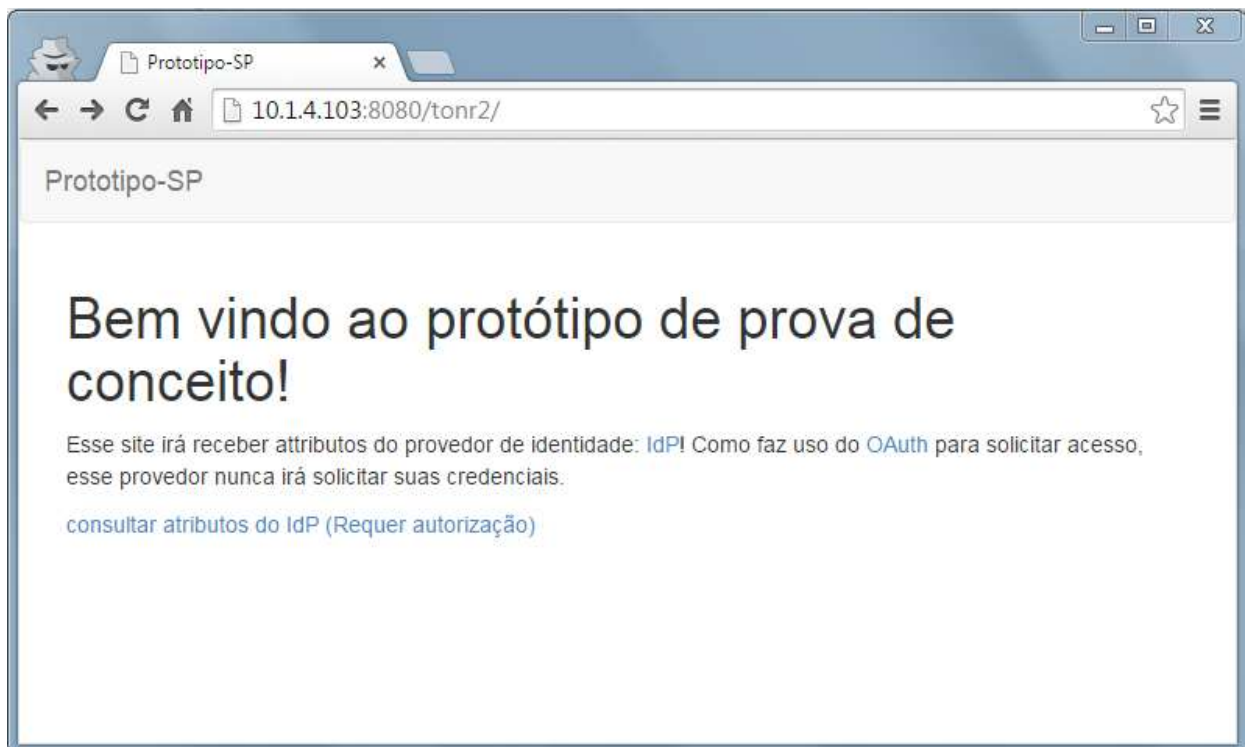 Prototipo-SP
10.1.4.103:8080/tonr2/
Prototipo-SP
Bem vindo ao protótipo de prova de
conceito!
Esse site irá receber attributos do provedor de identidade: IdP! Como faz uso do OAuth para solicitar acesso,
esse provedor nunca irá solicitar suas credenciais.
consultar atributos do IdP (Requer autorização)